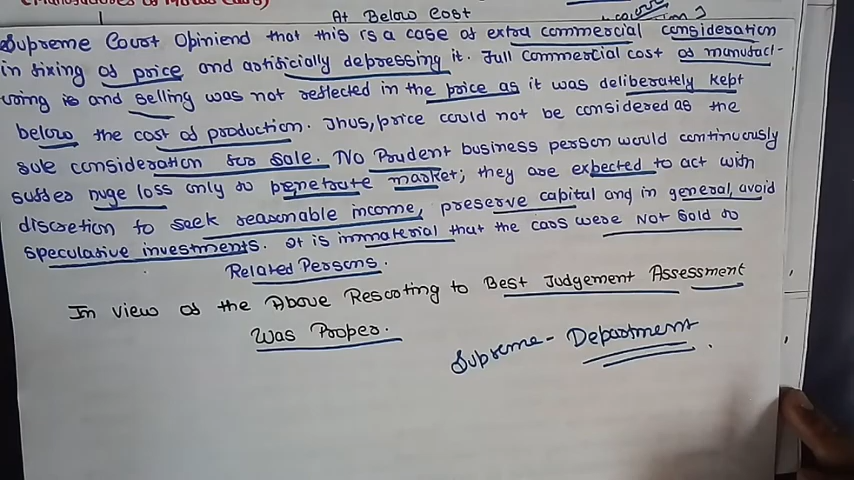 At Below Cost
Supreme Court Opiniend that this is a case of extra commercial consideration
in fixing of price and artificially depressing it. Full commercial cost of manufact-
uring is and selling was not reflected in the price as it was deliberately kept
below the cost of production. Thus, price could not be considered as the
sole consideration for sale. No Prudent business person would continuously
suffer huge loss only to penetrate market; they are expected to act with
discretion to seek reasonable income, preserve capital and in general, avoid
speculative investments. It is immaterial that the cars were Not Sold to
Related Persons.
In view of the Above Resorting to Best Judgement Assessment
Was Proper.
Supreme - Department